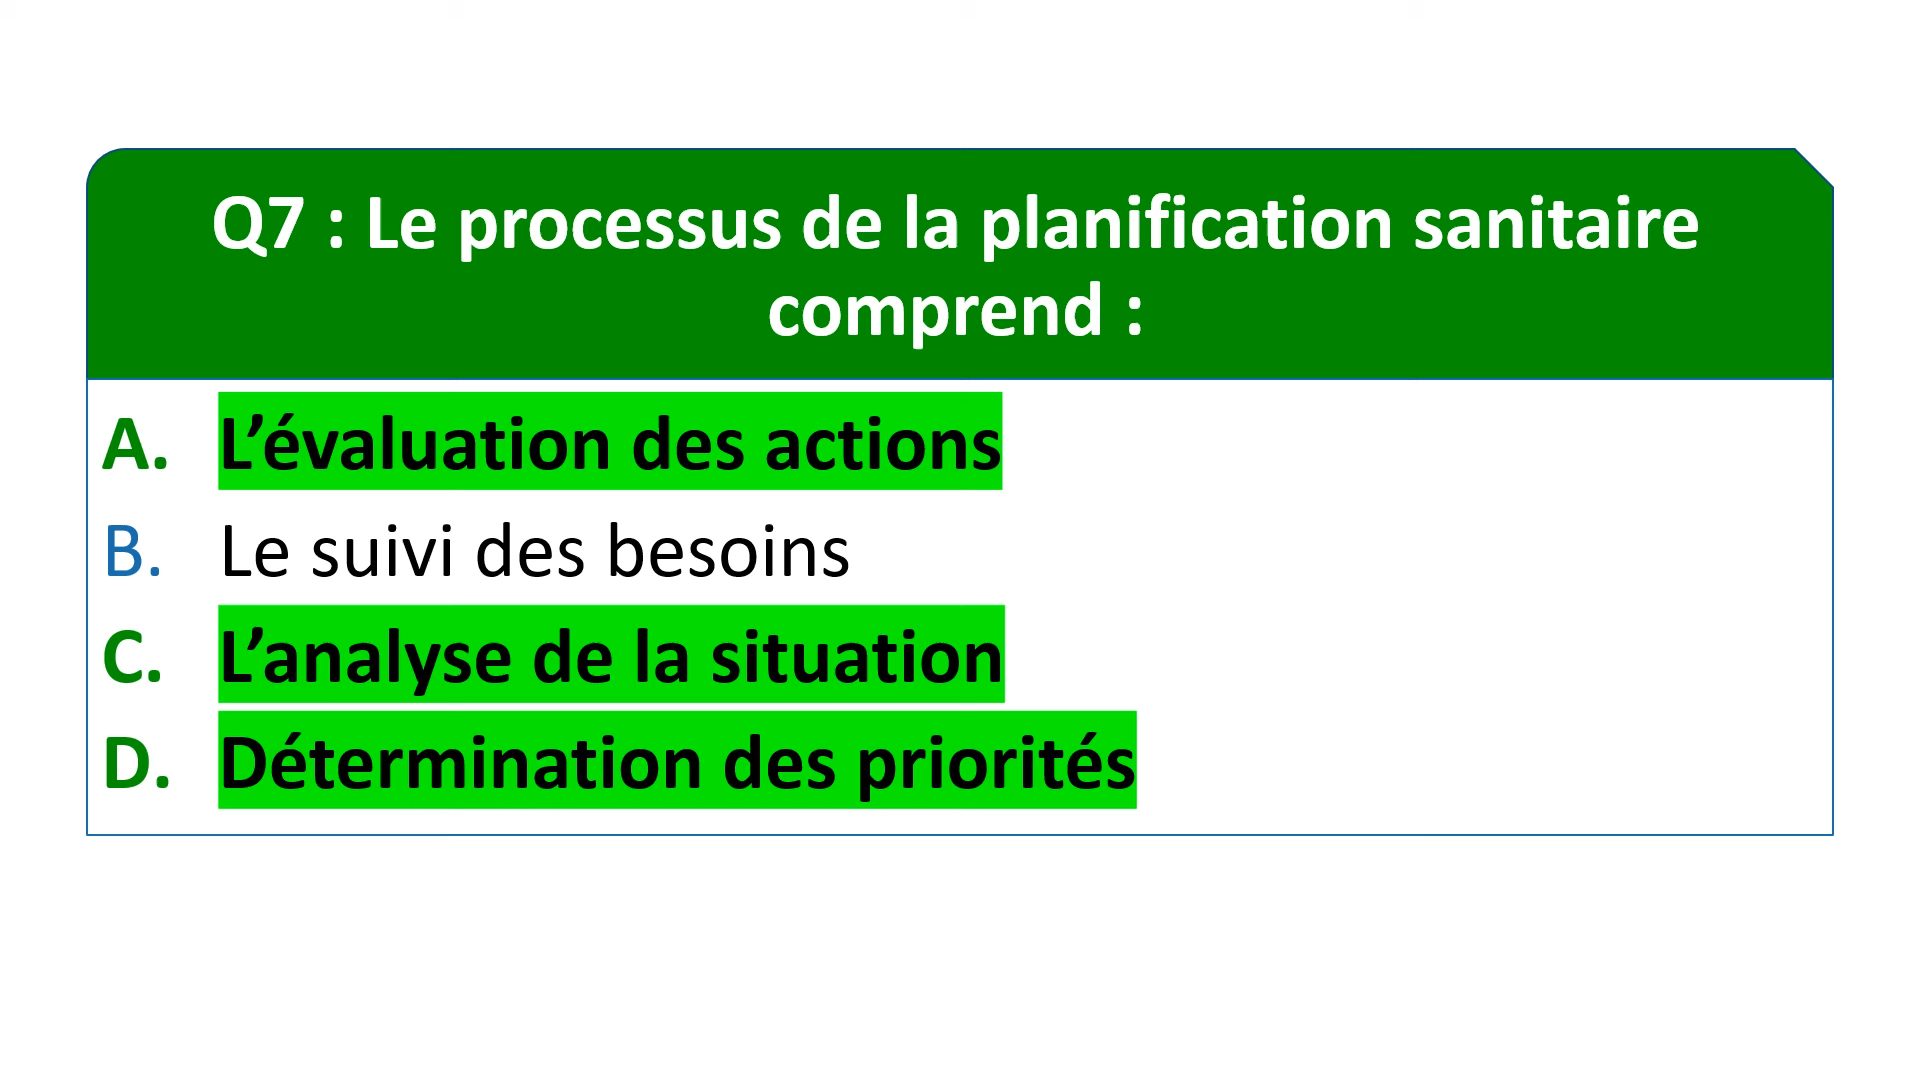 Q7 : Le processus de la planification sanitaire
comprend :
A. L’évaluation des actions
B. Le suivi des besoins
C. L’analyse de la situation
D. Détermination des priorités